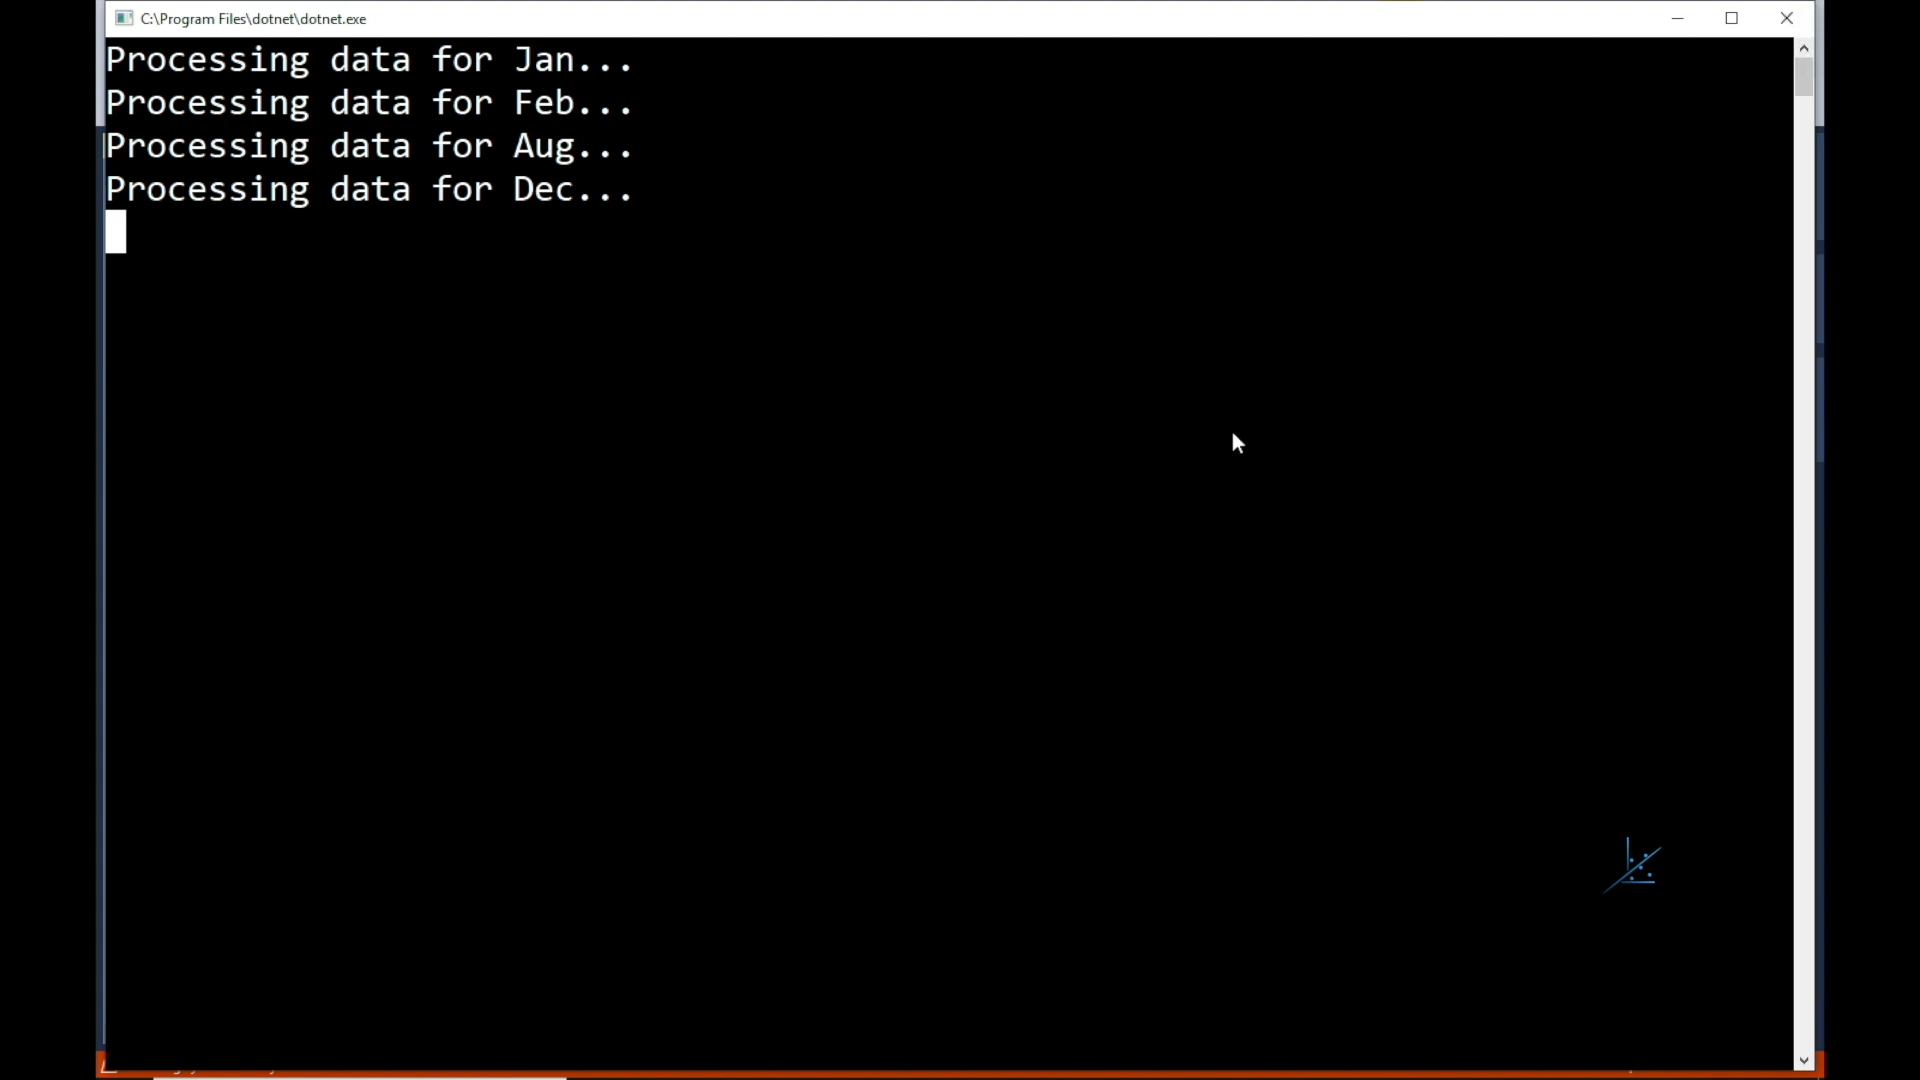 C:\Program Files\dotnet\dotnet.exe
Processing data for Jan...
Processing data for Feb...
Processing data for Aug...
Processing data for Dec...